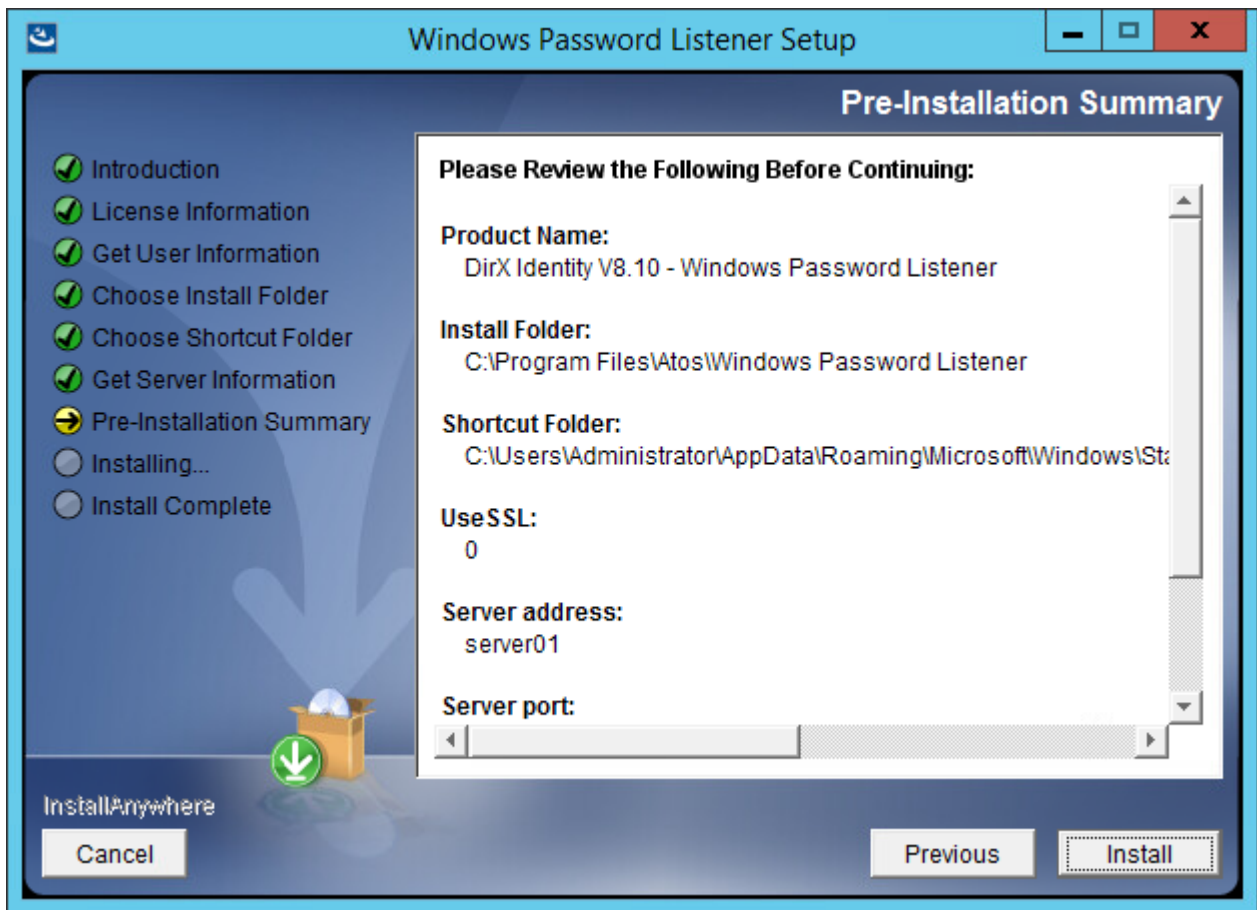 Windows Password Listener Setup
Pre-Installation Summary
Introduction
License Information
Get User Information
Choose Install Folder
Choose Shortcut Folder
Get Server Information
Pre-Installation Summary
Installing...
Install Complete
Please Review the Following Before Continuing:
Product Name:
DirX Identity V8.10 - Windows Password Listener
Install Folder:
C:\Program Files\Atos\Windows Password Listener
Shortcut Folder:
C:\Users\Administrator\AppData\Roaming\Microsoft\Windows\Sta
UseSSL:
0
Server address:
server01
Server port:
InstallAnywhere
Cancel
Previous
Install